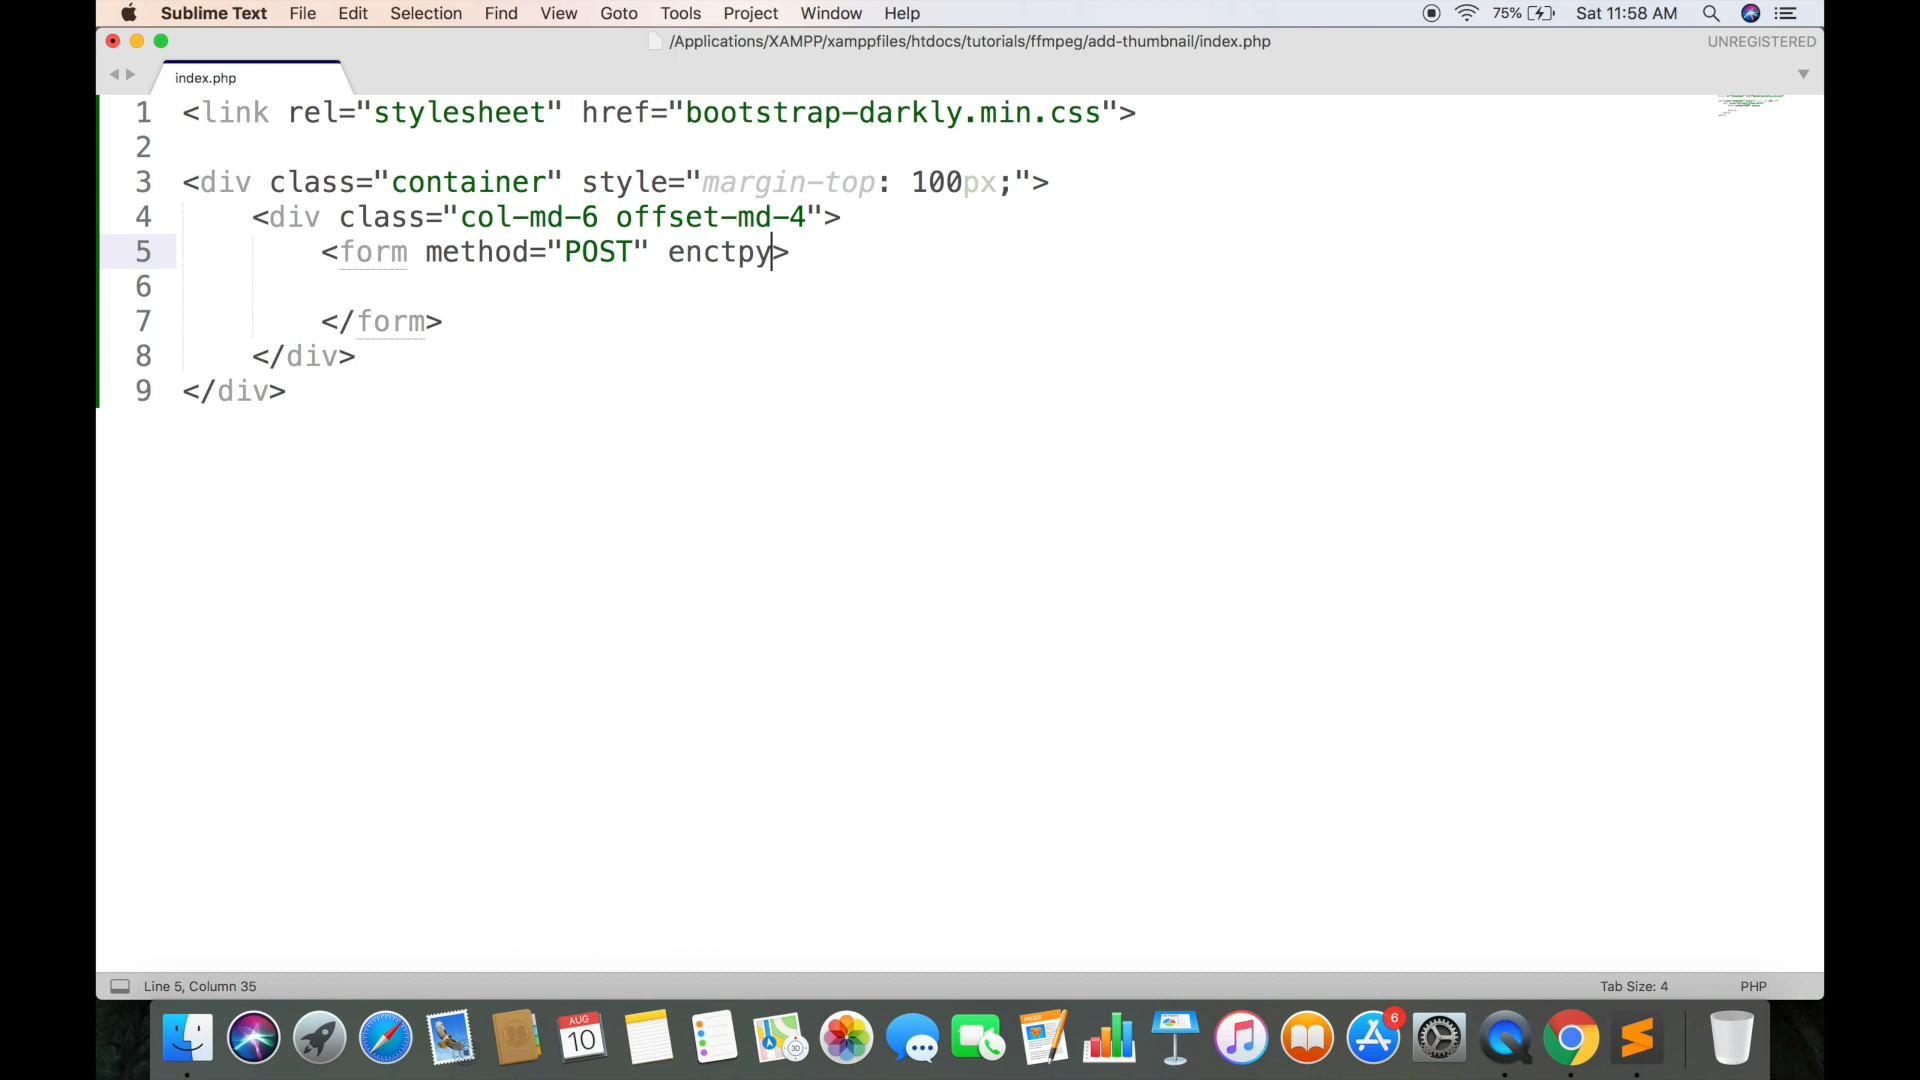 Sublime Text File Edit Selection Find View Goto Tools Project Window Help 75% Sat 11:58 AM
/Applications/XAMPP/xamppfiles/htdocs/tutorials/ffmpeg/add-thumbnail/index.php UNREGISTERED
index.php
1 <link rel="stylesheet" href="bootstrap-darkly.min.css">
2
3 <div class="container" style="margin-top: 100px;">
4 <div class="col-md-6 offset-md-4">
5 <form method="POST" enctpy>
6
7 </form>
8 </div>
9 </div>
Line 5, Column 35 Tab Size: 4 PHP
AUG
10
6